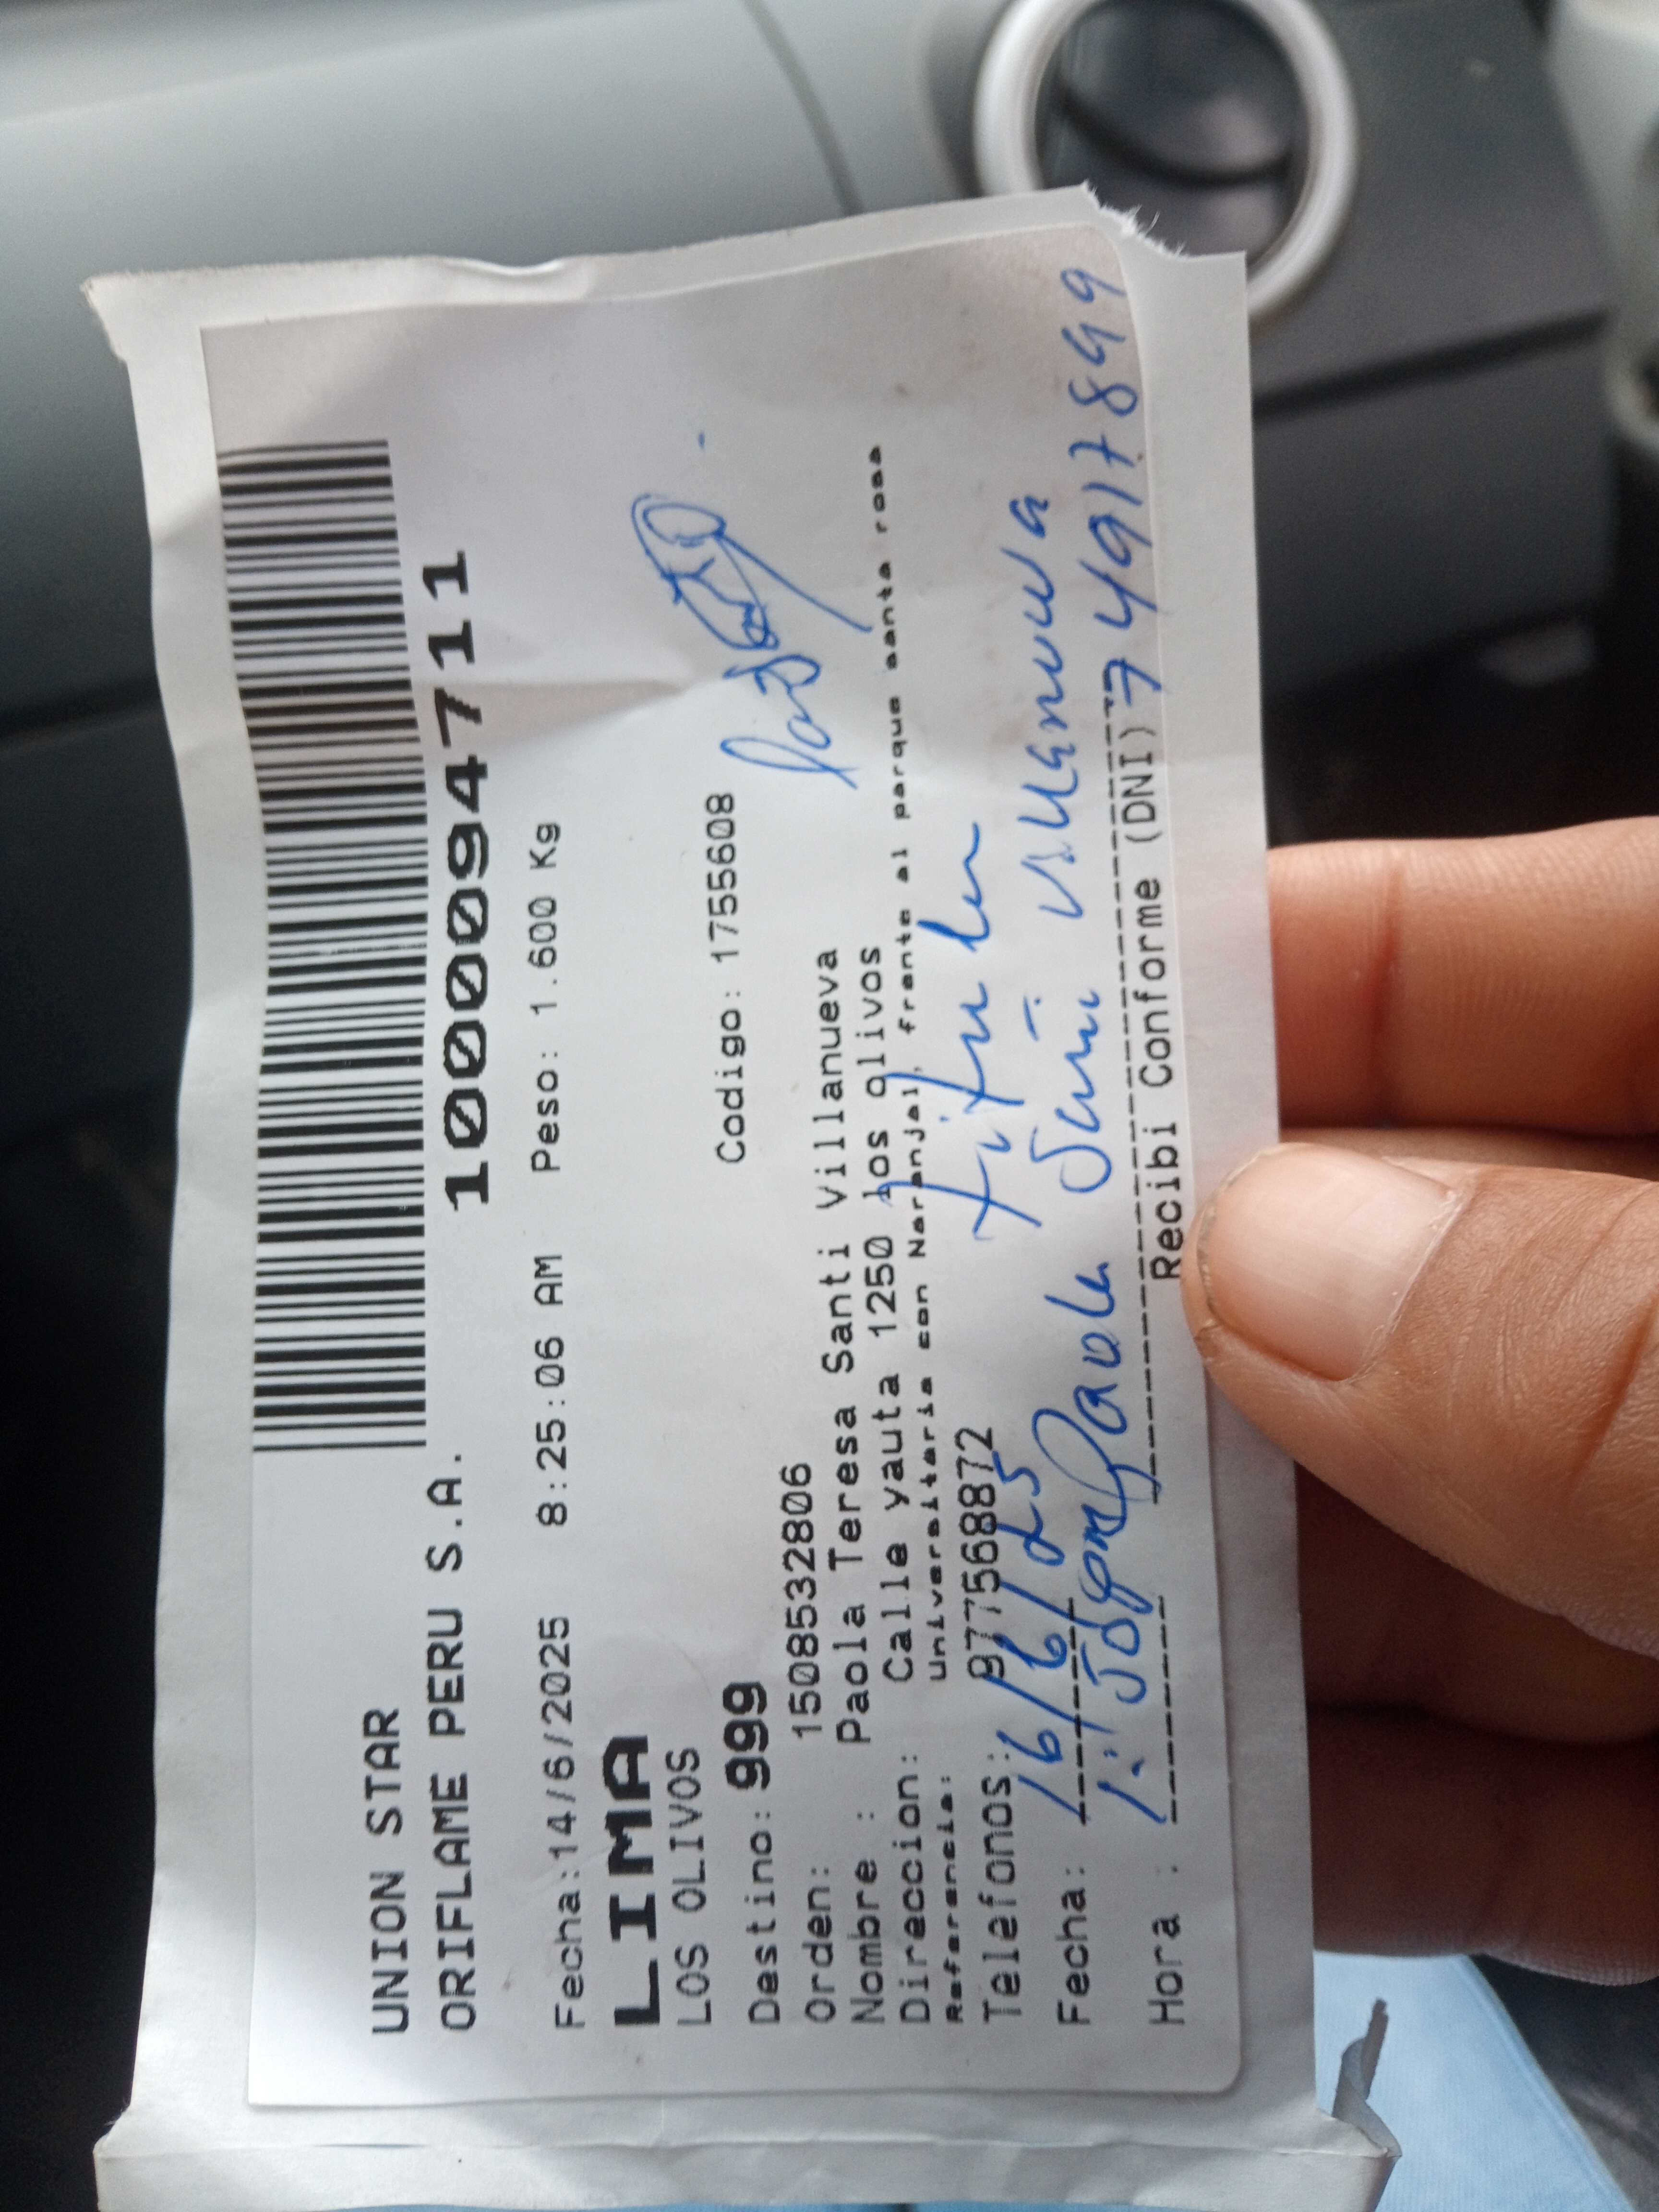 UNION STAR
ORIFLAME PERU S.A.
1000094711
Fecha:14/6/2025 8:25:06 AM Peso: 1.600 Kg
LIMA
LOS OLIVOS
Destino: 999 Codigo: 1755608
Orden: 1508532806
Nombre : Paola Teresa Santi Villanueva
Direccion: Calle yauta 1250 los olivos
Referencia: Universitaria con Naranjal, frente al parque santa rosa
Telefonos: 977568872
titular
Fecha: 16/6/25
Paola Santi Villanueva
Hora : 1:50pm
74917899
Recibi Conforme (DNI)